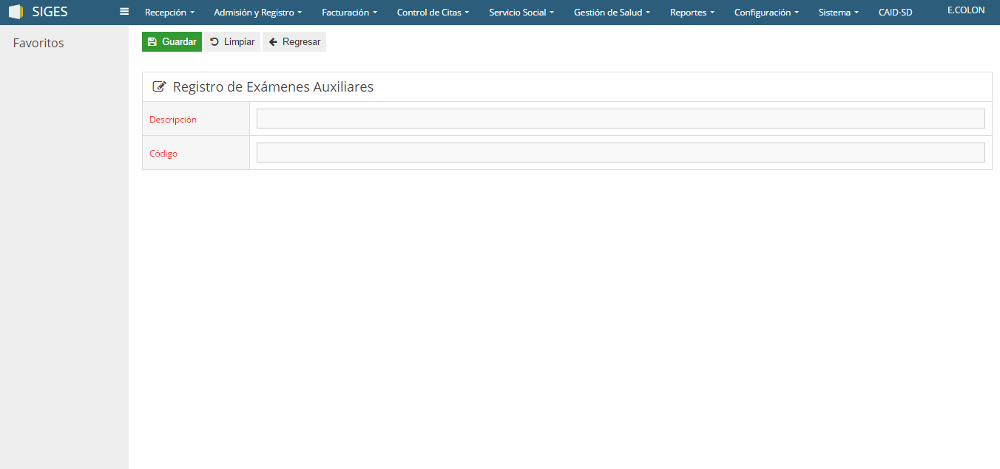 SIGES Recepción Admisión y Registro Facturación Control de Citas Servicio Social Gestión de Salud Reportes Configuración Sistema CAID-SD E.COLON
Favoritos
Guardar Limpiar Regresar
Registro de Exámenes Auxiliares
Descripción
Código